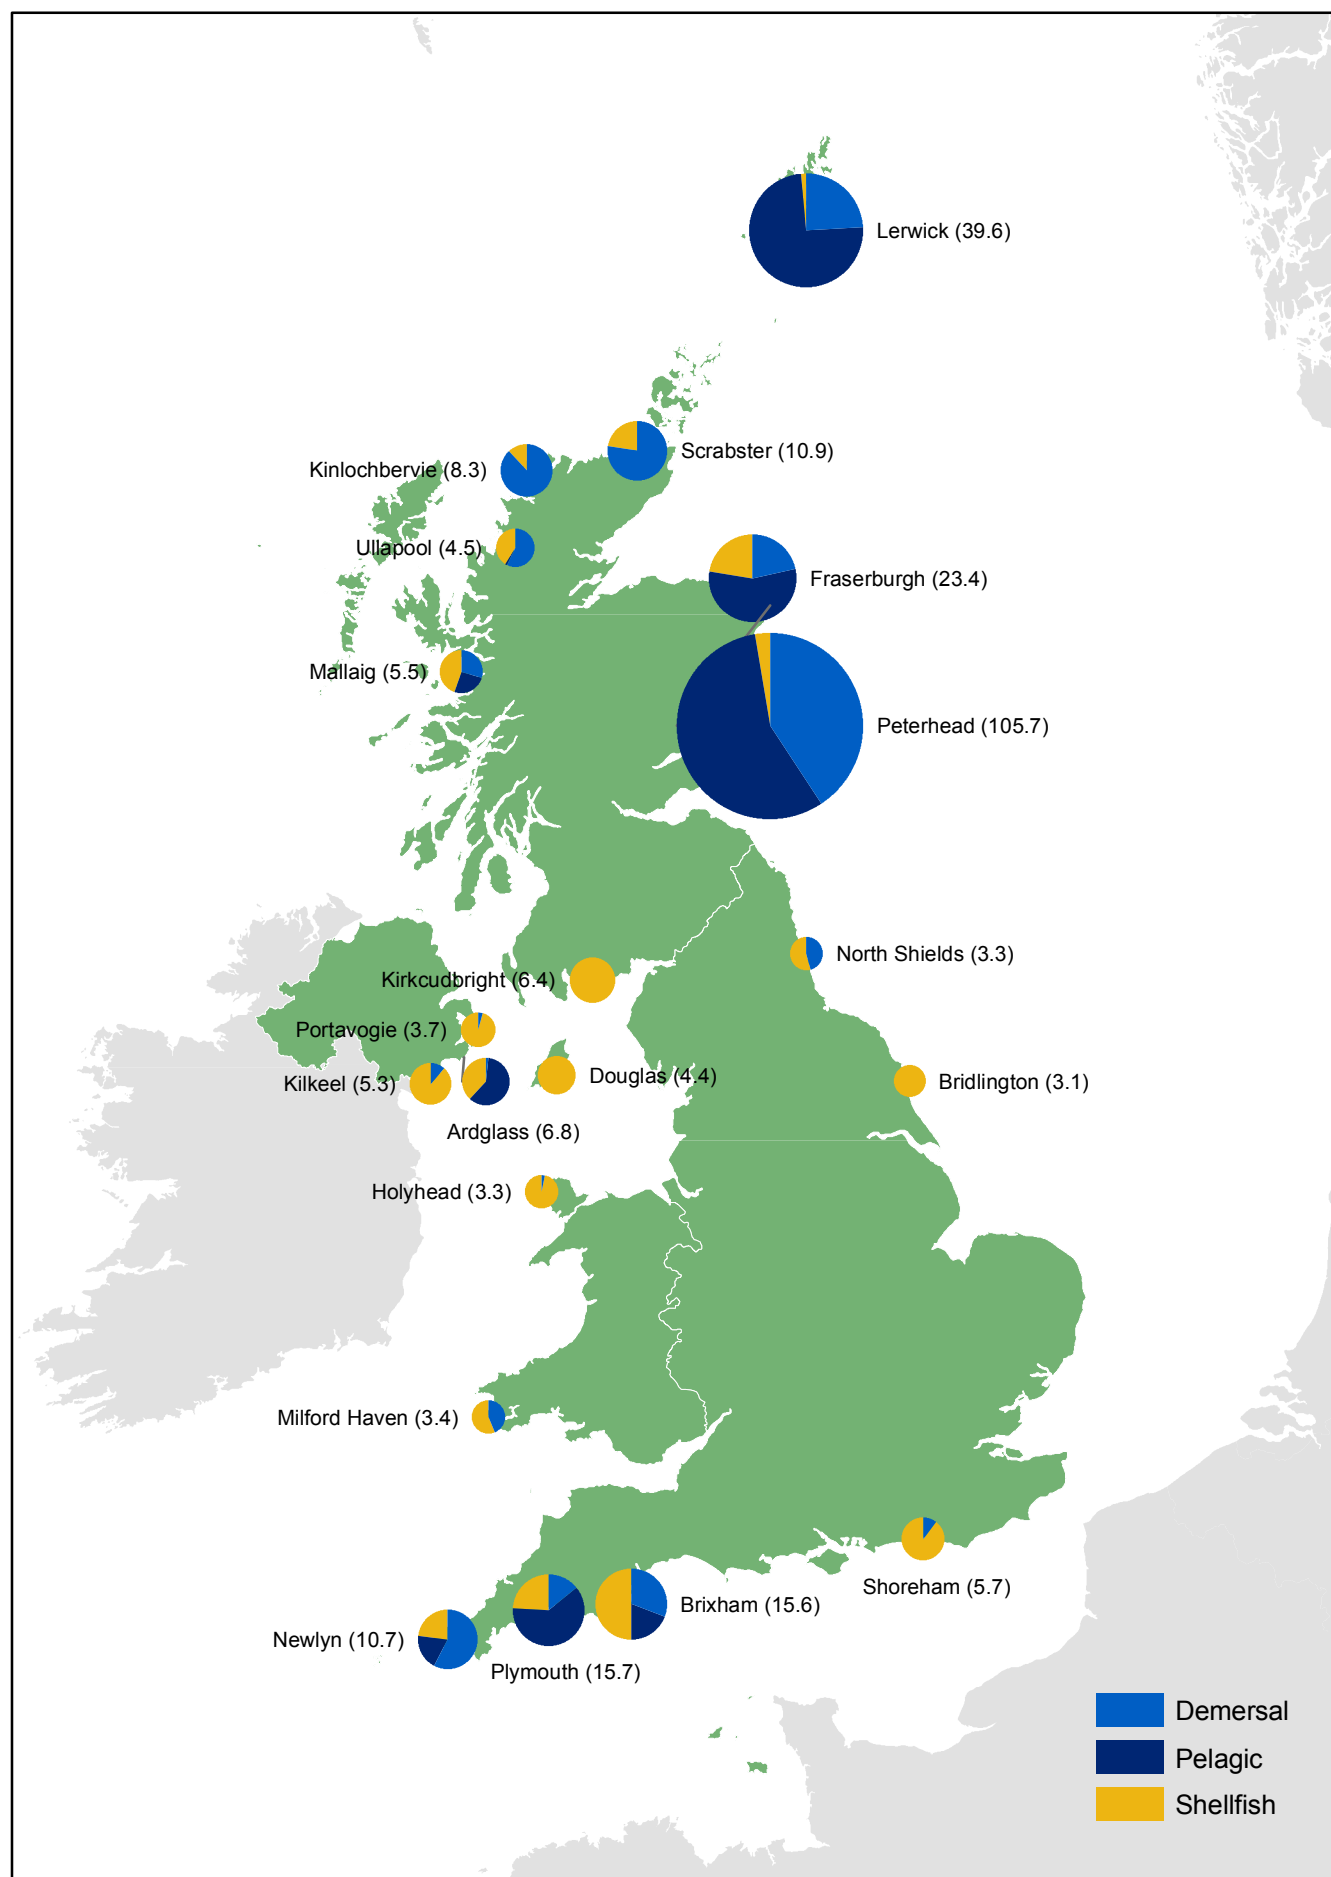 Lerwick (39.6)
Scrabster (10.9)
Kinlochbervie (8.3)
Ullapool (4.5)
Fraserburgh (23.4)
Mallaig (5.5)
Peterhead (105.7)
North Shields (3.3)
Kirkcudbright (6.4)
Portavogie (3.7)
Kilkeel (5.3)
Douglas (4.4)
Bridlington (3.1)
Ardglass (6.8)
Holyhead (3.3)
Milford Haven (3.4)
Shoreham (5.7)
Brixham (15.6)
Newlyn (10.7)
Plymouth (15.7)
Demersal
Pelagic
Shellfish